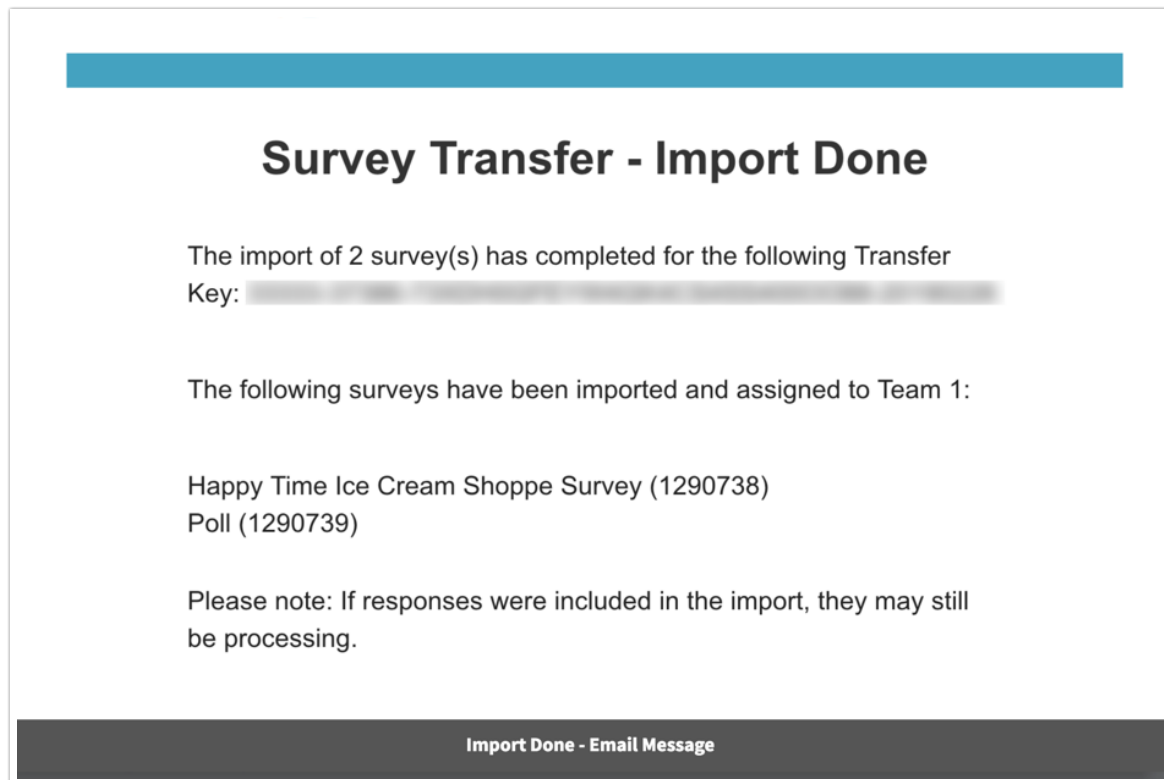 Survey Transfer - Import Done
The import of 2 survey(s) has completed for the following Transfer
Key:
The following surveys have been imported and assigned to Team 1:
Happy Time Ice Cream Shoppe Survey (1290738)
Poll (1290739)
Please note: If responses were included in the import, they may still
be processing.
Import Done - Email Message